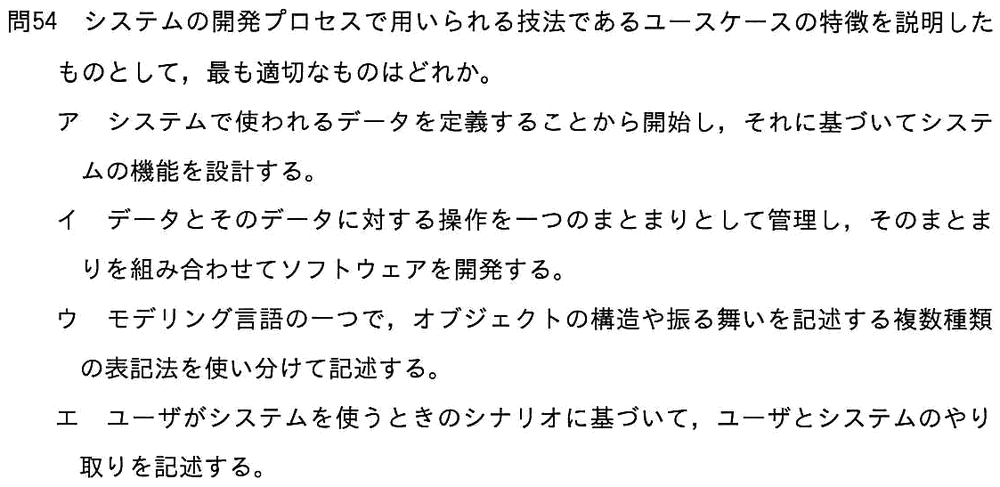 問54 システムの開発プロセスで用いられる技法であるユースケースの特徴を説明した
ものとして，最も適切なものはどれか。
ア システムで使われるデータを定義することから開始し，それに基づいてシステ
ムの機能を設計する。
イ データとそのデータに対する操作を一つのまとまりとして管理し，そのまとま
りを組み合わせてソフトウェアを開発する。
ウ モデリング言語の一つで，オブジェクトの構造や振る舞いを記述する複数種類
の表記法を使い分けて記述する。
エ ユーザがシステムを使うときのシナリオに基づいて，ユーザとシステムのやり
取りを記述する。